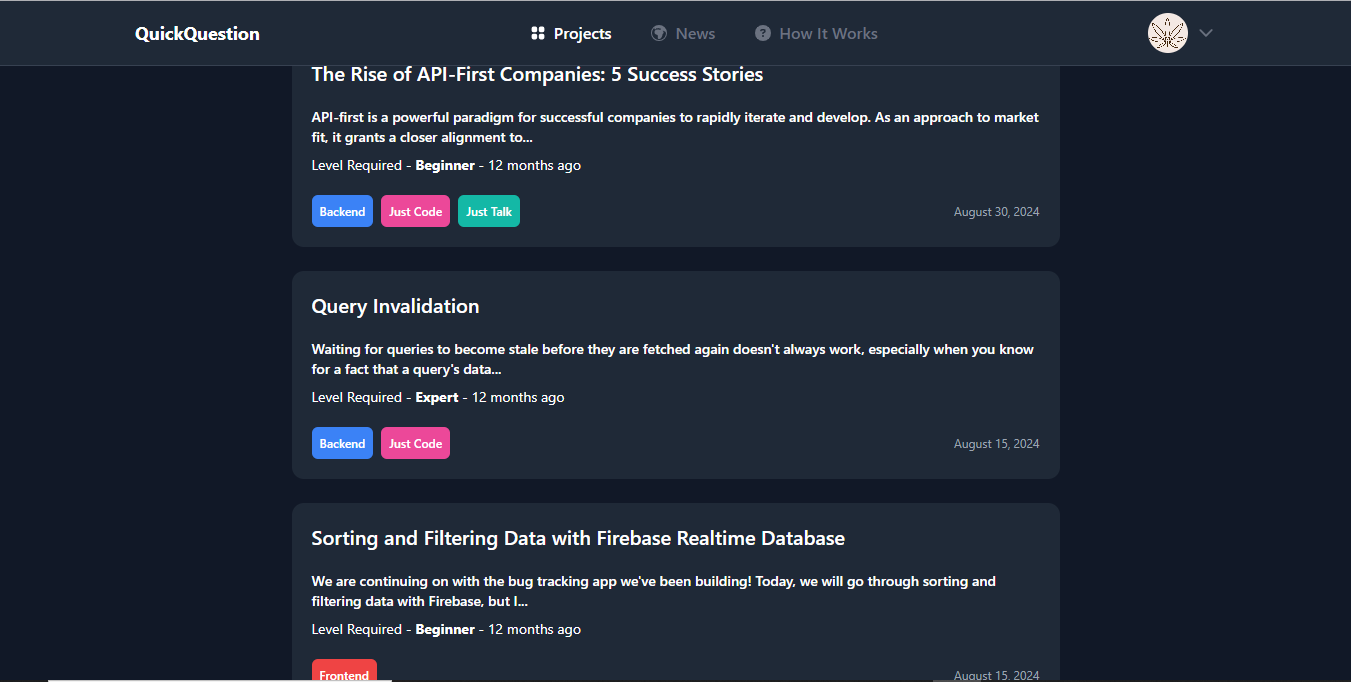 QuickQuestion
Projects
News
How It Works
The Rise of API-First Companies: 5 Success Stories
API-first is a powerful paradigm for successful companies to rapidly iterate and develop. As an approach to market
fit, it grants a closer alignment to...
Level Required - Beginner - 12 months ago
Backend Just Code Just Talk
August 30, 2024
Query Invalidation
Waiting for queries to become stale before they are fetched again doesn't always work, especially when you know
for a fact that a query's data...
Level Required - Expert - 12 months ago
Backend Just Code
August 15, 2024
Sorting and Filtering Data with Firebase Realtime Database
We are continuing on with the bug tracking app we've been building! Today, we will go through sorting and
filtering data with Firebase, but I...
Level Required - Beginner - 12 months ago
Frontend
August 15, 2024